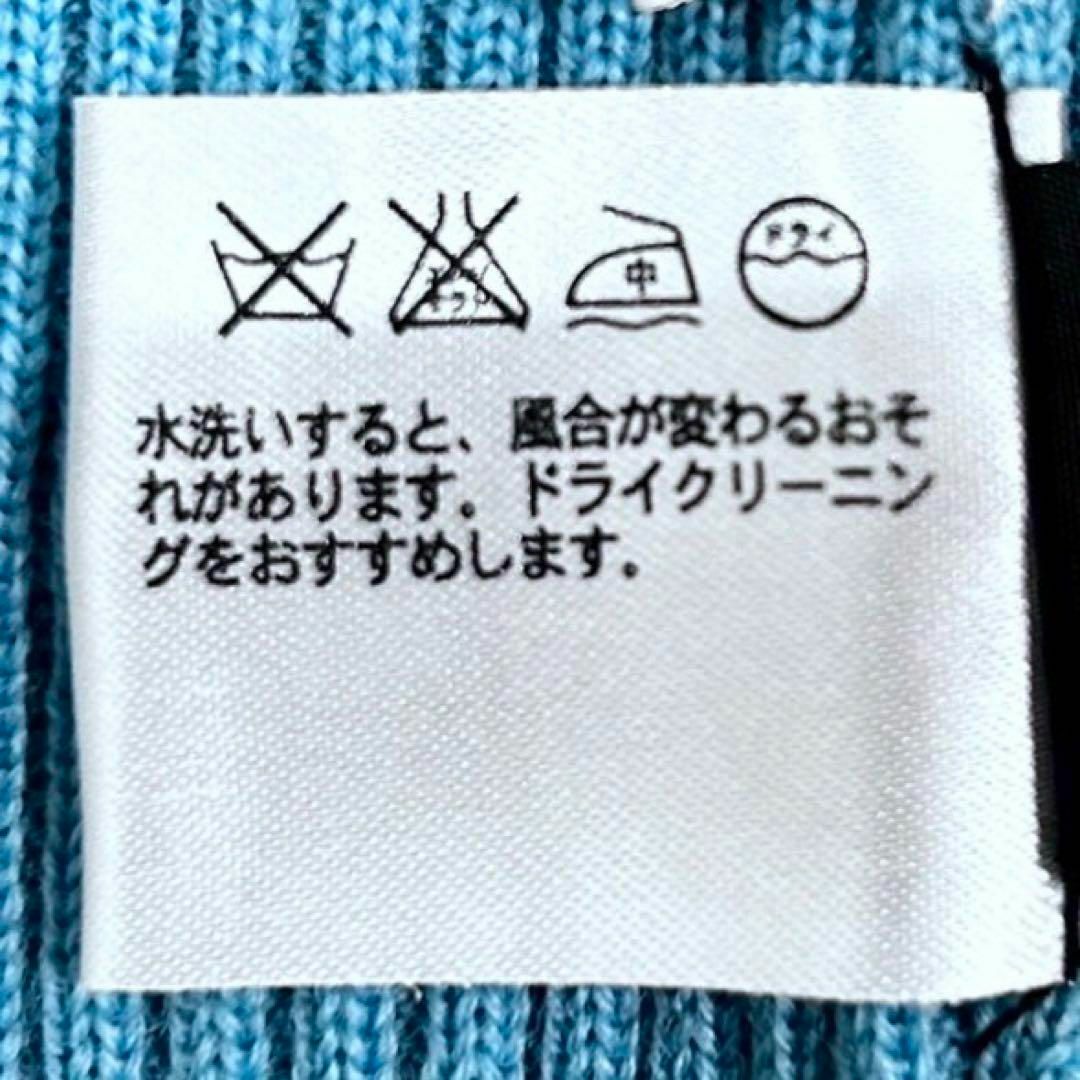 中
ドライ
水洗いすると、風合が変わるおそ
れがあります。ドライクリーニン
グをおすすめします。